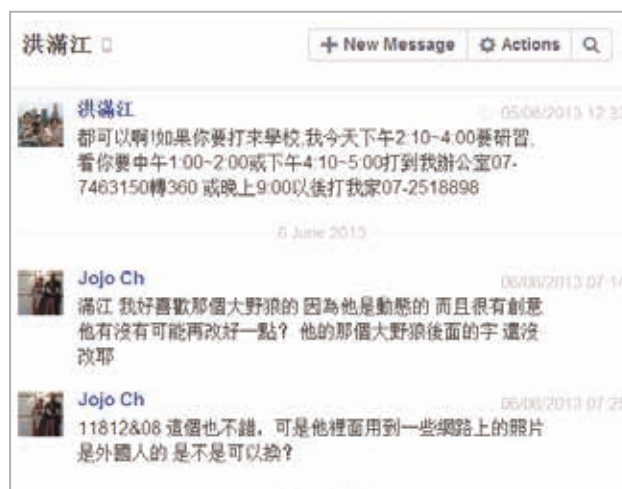 洪滿江
New Message
Actions
洪滿江
05/06/2013 12:33
都可以啊!如果你要打來學校,我今天下午2:10~4:00要研習,
看你要中午1:00~2:00或下午4:10~5:00打到我辦公室07-
7463150轉360 或晚上9:00以後打我家07-2518898
6 June 2013
Jojo Ch
06/06/2013 07:14
滿江 我好喜歡那個大野狼的 因為他是動態的 而且很有創意
他有沒有可能再改好一點? 他的那個大野狼後面的字 還沒
改耶
Jojo Ch
06/06/2013 07:25
11812&08 這個也不錯, 可是他裡面用到一些網路上的照片
是外國人的 是不是可以換?